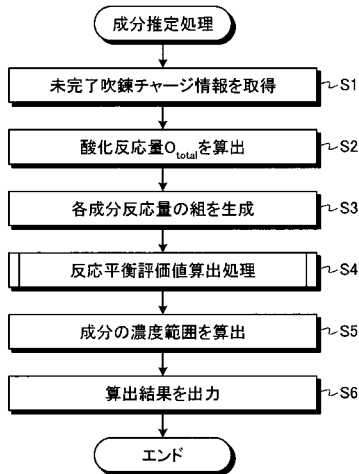 成分推定処理
未完了吹錬チャージ情報を取得
S1
酸化反応量Ototalを算出
S2
各成分反応量の組を生成
S3
反応平衡評価値算出処理
S4
成分の濃度範囲を算出
S5
算出結果を出力
S6
エンド